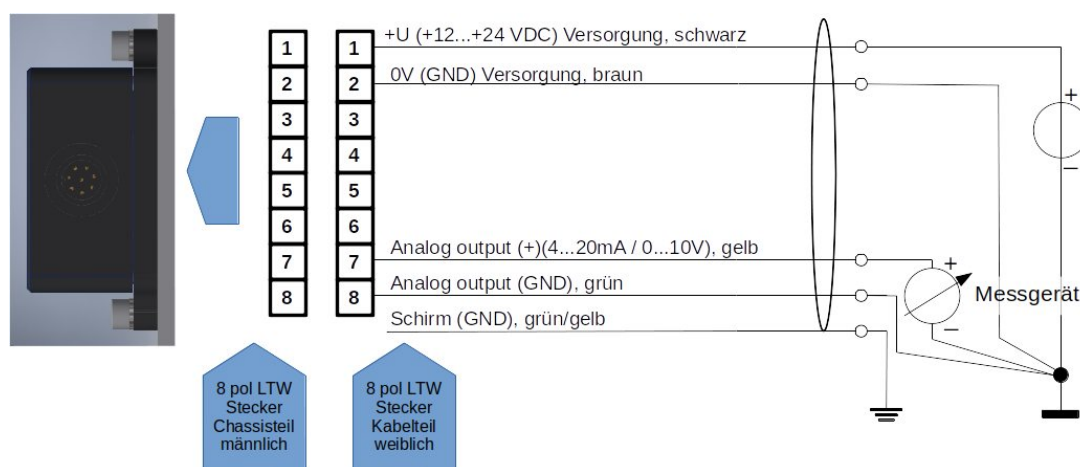 1
2
3
4
5
6
7
8
1
2
3
4
5
6
7
8
+U (+12...+24 VDC) Versorgung, schwarz
0V (GND) Versorgung, braun
Analog output (+)(4...20mA / 0...10V), gelb
Analog output (GND), grün
Schirm (GND), grün/gelb
+
−
+
−
Messgerät
8 pol LTW
Stecker
Chassisteil
männlich
8 pol LTW
Stecker
Kabelteil
weiblich